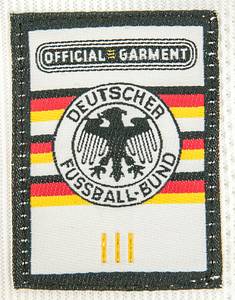 OFFICIAL GARMENT
DEUTSCHER
FUSSBALL-BUND